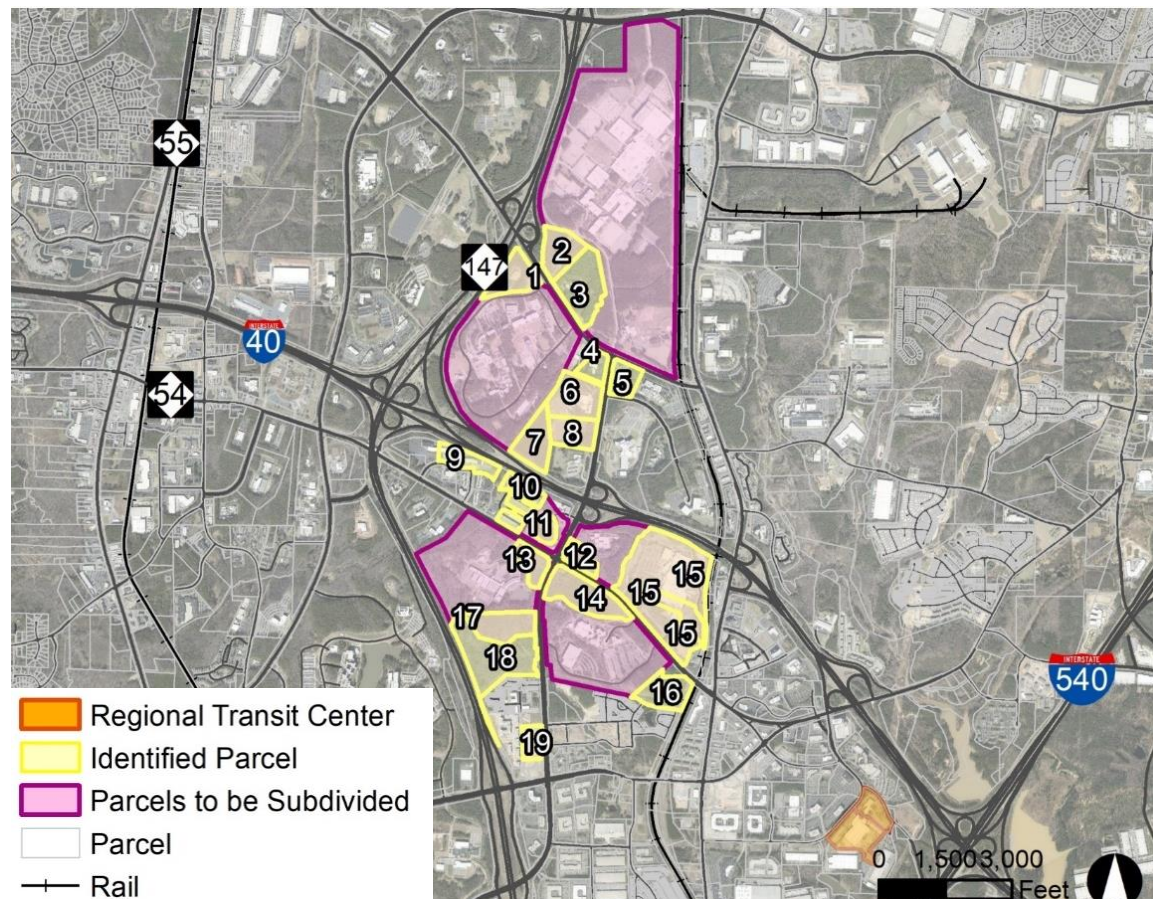 55
147
1
2
3
INTERSTATE
40
4
5
6
54
7
8
9
10
11
12
13
14
15
15
15
17
18
16
INTERSTATE
540
19
Regional Transit Center
Identified Parcel
Parcels to be Subdivided
Parcel
Rail
0 1,500 3,000
Feet